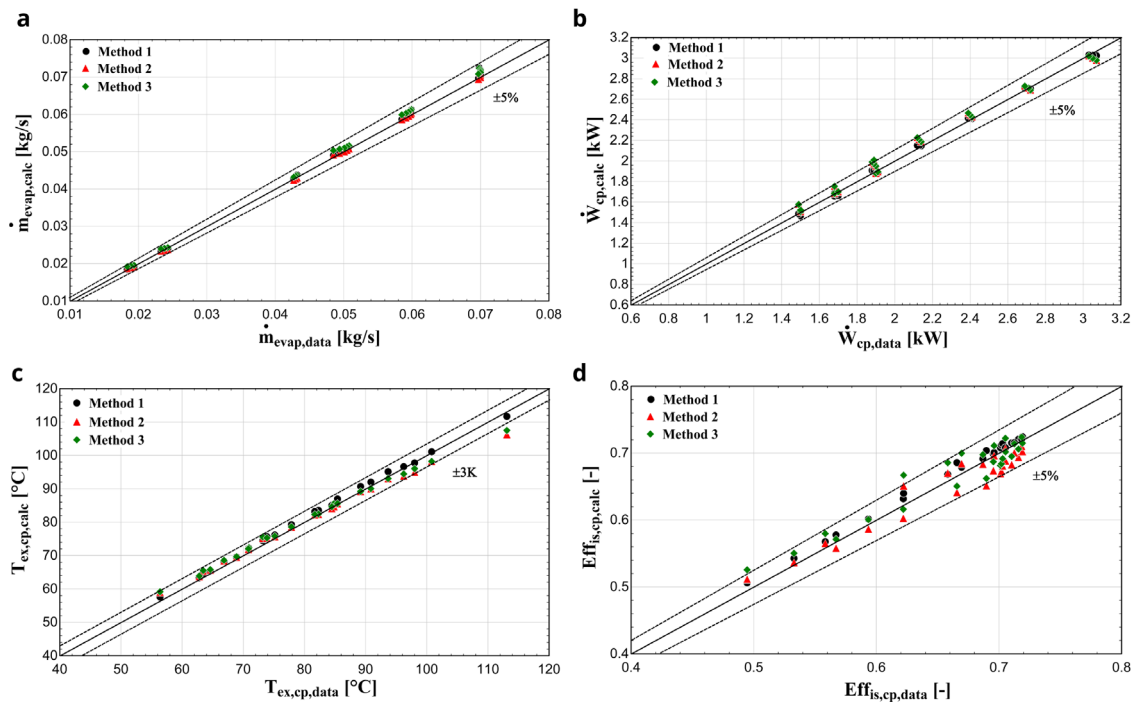 a
0.08
0.07
0.06
0.05
0.04
0.03
0.02
0.01
ṁevap,calc [kg/s]
Method 1
Method 2
Method 3
±5%
0.01 0.02 0.03 0.04 0.05 0.06 0.07 0.08
ṁevap,data [kg/s]
b
3.2
3
2.8
2.6
2.4
2.2
2
1.8
1.6
1.4
1.2
1
0.8
0.6
Ẇcp,calc [kW]
Method 1
Method 2
Method 3
±5%
0.6 0.8 1 1.2 1.4 1.6 1.8 2 2.2 2.4 2.6 2.8 3 3.2
Ẇcp,data [kW]
c
120
110
100
90
80
70
60
50
40
Tex,cp,calc [°C]
Method 1
Method 2
Method 3
±3K
40 50 60 70 80 90 100 110 120
Tex,cp,data [°C]
d
0.8
0.7
0.6
0.5
0.4
Effis,cp,calc [-]
Method 1
Method 2
Method 3
±5%
0.4 0.5 0.6 0.7 0.8
Effis,cp,data [-]